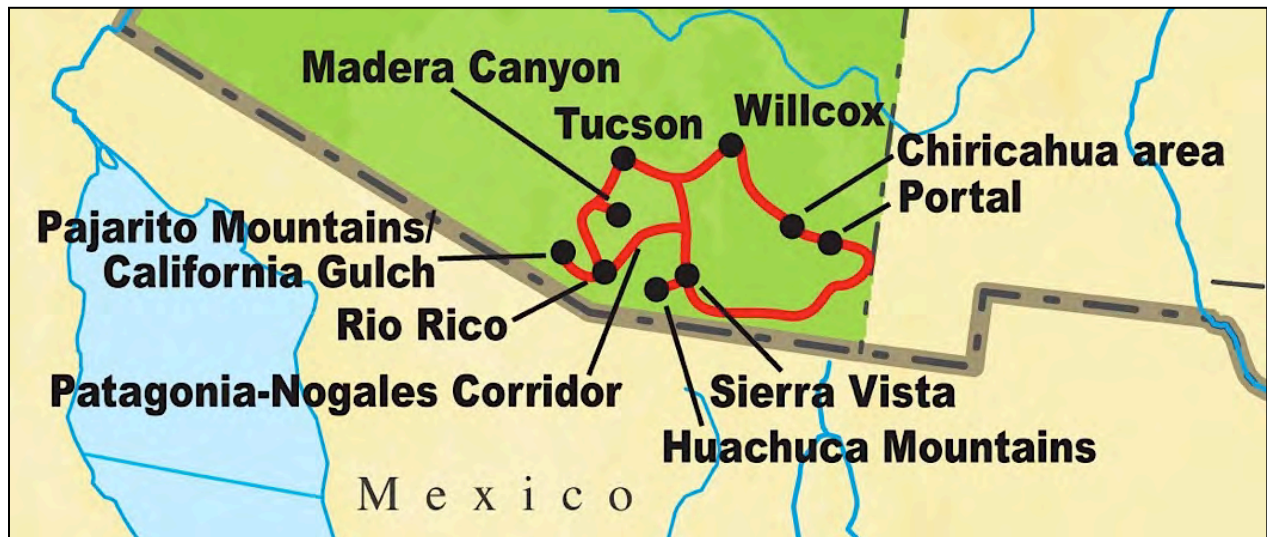 Madera Canyon
Tucson
Willcox
Chiricahua area
Portal
Pajarito Mountains/
California Gulch
Rio Rico
Patagonia-Nogales Corridor
Sierra Vista
Huachuca Mountains
Mexico